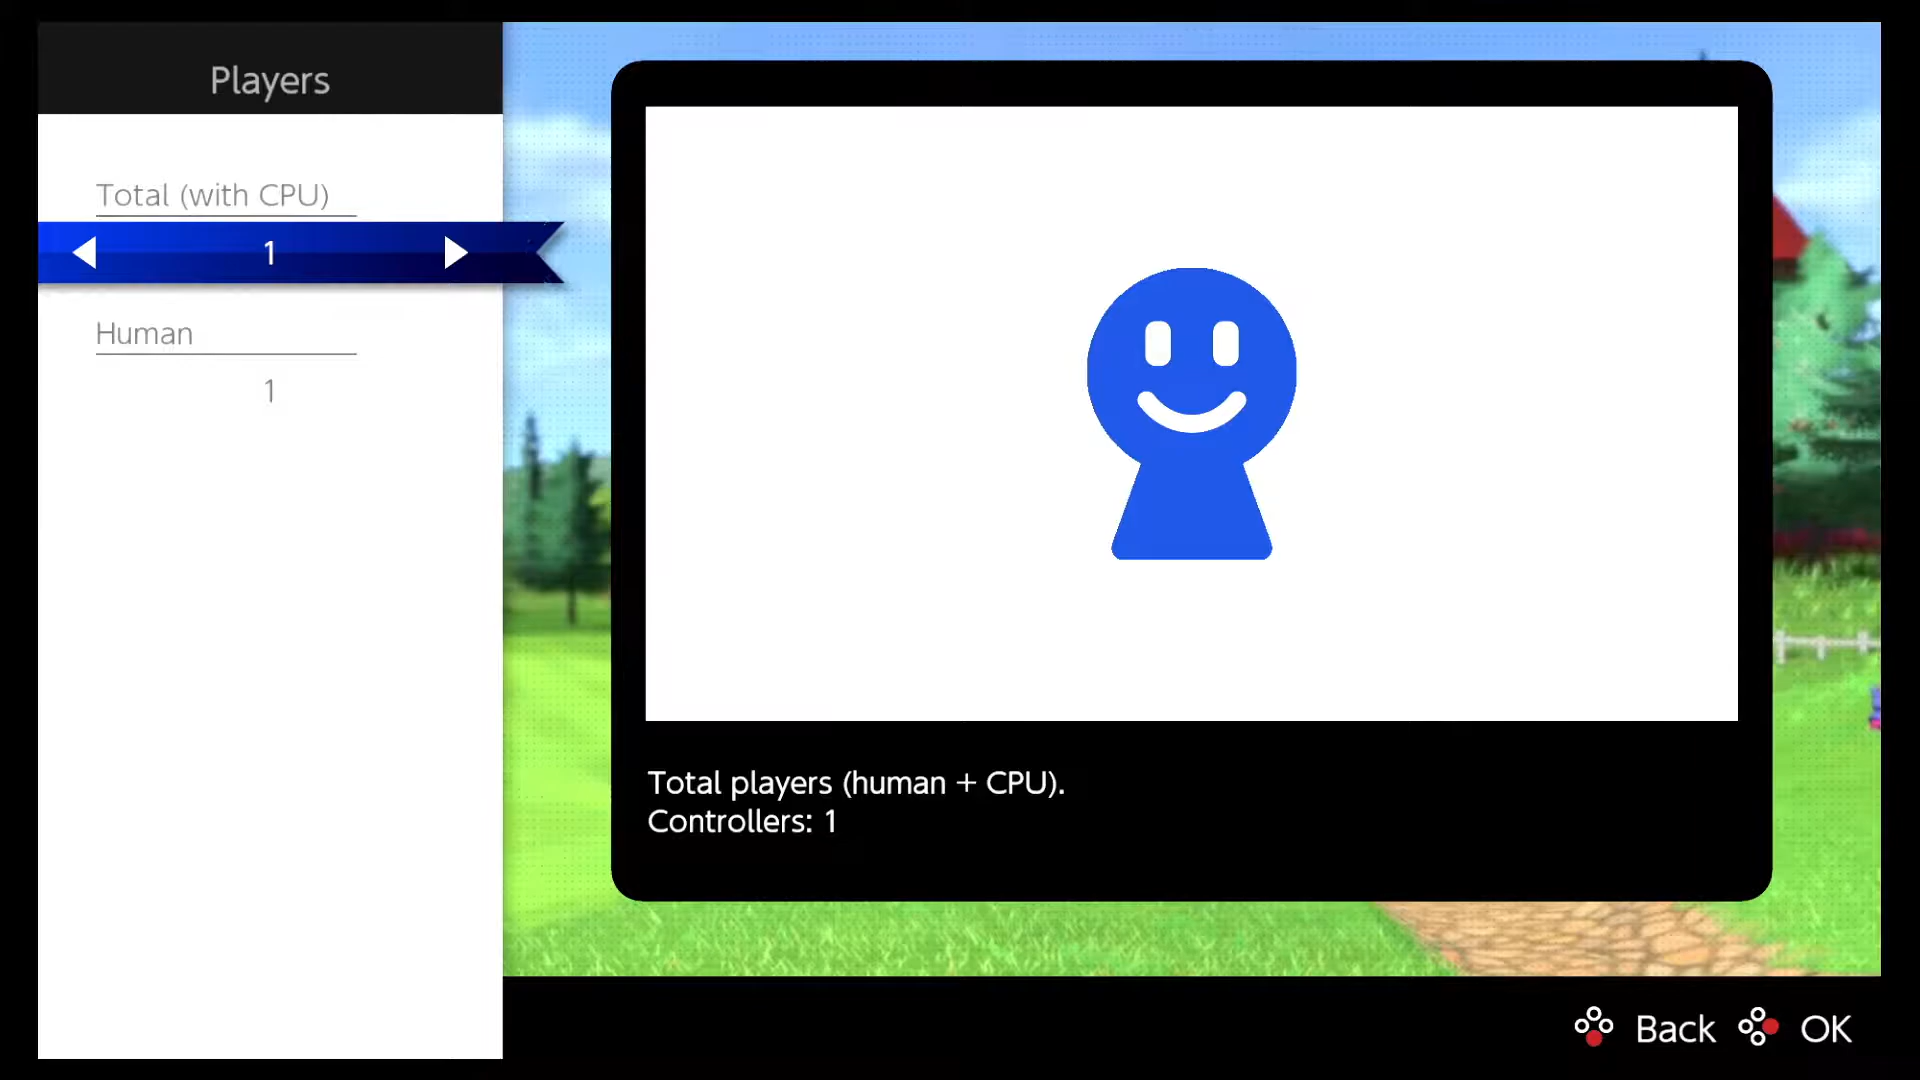 Players
Total (with CPU)
1
Human
1
Total players (human + CPU).
Controllers: 1
Back OK